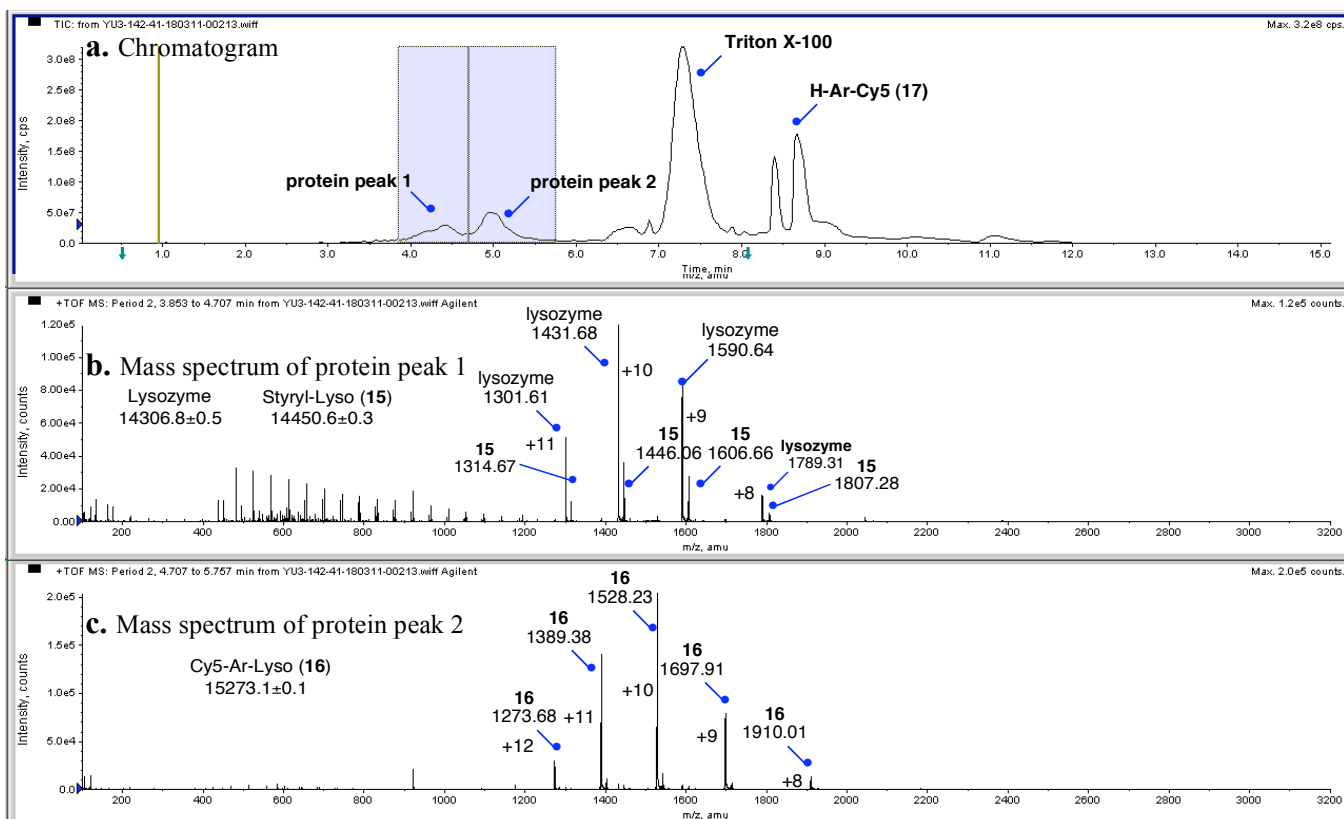 TIC: from YU3-142-41-180311-00213.wiff
Max. 3.2e8 cps.
a. Chromatogram
Triton X-100
H-Ar-Cy5 (17)
protein peak 1
protein peak 2
Intensity, cps
3.0e8
2.5e8
2.0e8
1.5e8
1.0e8
5.0e7
0.0
1.0 2.0 3.0 4.0 5.0 6.0 7.0 8.0 9.0 10.0 11.0 12.0 13.0 14.0 15.0
Time, min
m/z, amu
+TOF MS: Period 2, 3.853 to 4.707 min from YU3-142-41-180311-00213.wiff Agilent
Max. 1.2e5 counts.
b. Mass spectrum of protein peak 1
Lysozyme
14306.8±0.5
Styryl-Lyso (15)
14450.6±0.3
lysozyme
1301.61
+11
15
1314.67
lysozyme
1431.68
+10
15
1446.06
lysozyme
1590.64
+9
15
1606.66
lysozyme
1789.31
+8
15
1807.28
Intensity, counts
1.20e5
1.00e5
8.00e4
6.00e4
4.00e4
2.00e4
0.00
200 400 600 800 1000 1200 1400 1600 1800 2000 2200 2400 2600 2800 3000 3200
m/z, amu
+TOF MS: Period 2, 4.707 to 5.757 min from YU3-142-41-180311-00213.wiff Agilent
Max. 2.0e5 counts.
c. Mass spectrum of protein peak 2
Cy5-Ar-Lyso (16)
15273.1±0.1
16
1273.68
+12
16
1389.38
+11
16
1528.23
+10
16
1697.91
+9
16
1910.01
+8
Intensity, counts
2.0e5
1.5e5
1.0e5
5.0e4
0.0
200 400 600 800 1000 1200 1400 1600 1800 2000 2200 2400 2600 2800 3000 3200
m/z, amu